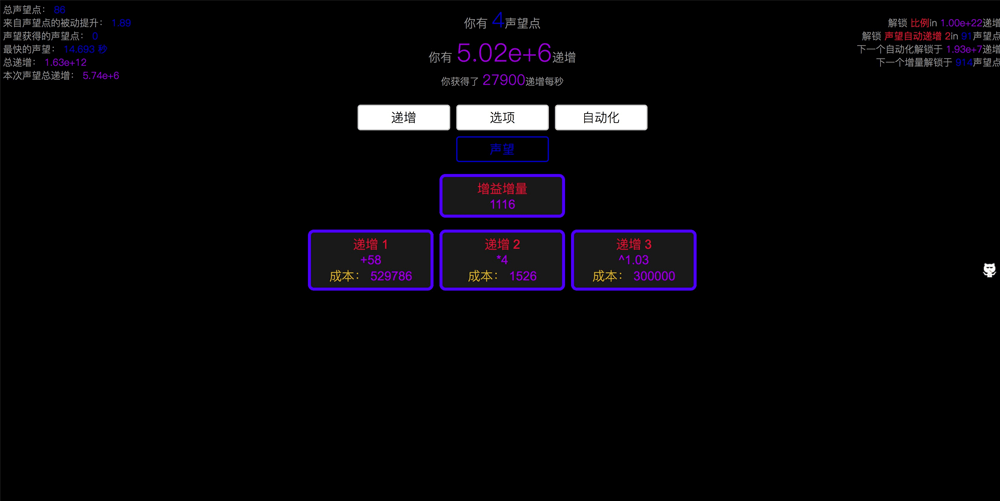 总声望点： 66
来自声望点的被动提升： 1.89
声望获得的声望点： 0
最快的声望： 14.693 秒
总递增： 1.63e+12
本次声望总递增： 5.74e+6
你有 4声望点
你有 5.02e+6递增
你获得了 27900递增每秒
解锁 比例in 1.00e+22递增
解锁 声望自动递增 2in 01声望点
下一个自动化解锁于 1.93e+7递增
下一个增量解锁于 914声望点
递增
选项
自动化
声望
增益增量
1116
递增 1
+58
成本： 529786
递增 2
*4
成本： 1526
递增 3
^1.03
成本： 300000